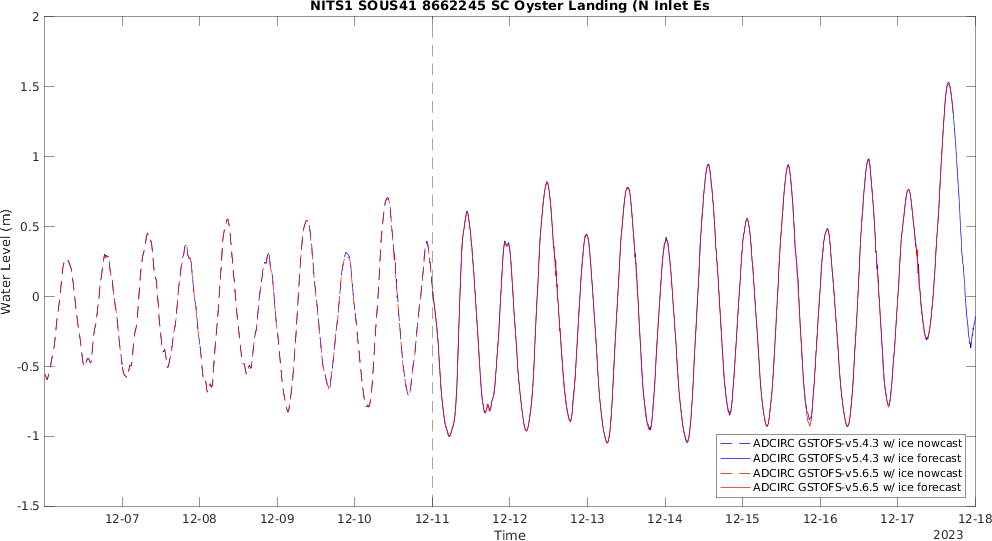 NITS1 SOUS41 8662245 SC Oyster Landing (N Inlet Es
2
1.5
1
0.5
0
-0.5
-1
-1.5
Water Level (m)
ADCIRC GSTOFS-v5.4.3 w/ ice nowcast
ADCIRC GSTOFS-v5.4.3 w/ ice forecast
ADCIRC GSTOFS-v5.6.5 w/ ice nowcast
ADCIRC GSTOFS-v5.6.5 w/ ice forecast
12-07 12-08 12-09 12-10 12-11 12-12 12-13 12-14 12-15 12-16 12-17 12-18
Time
2023